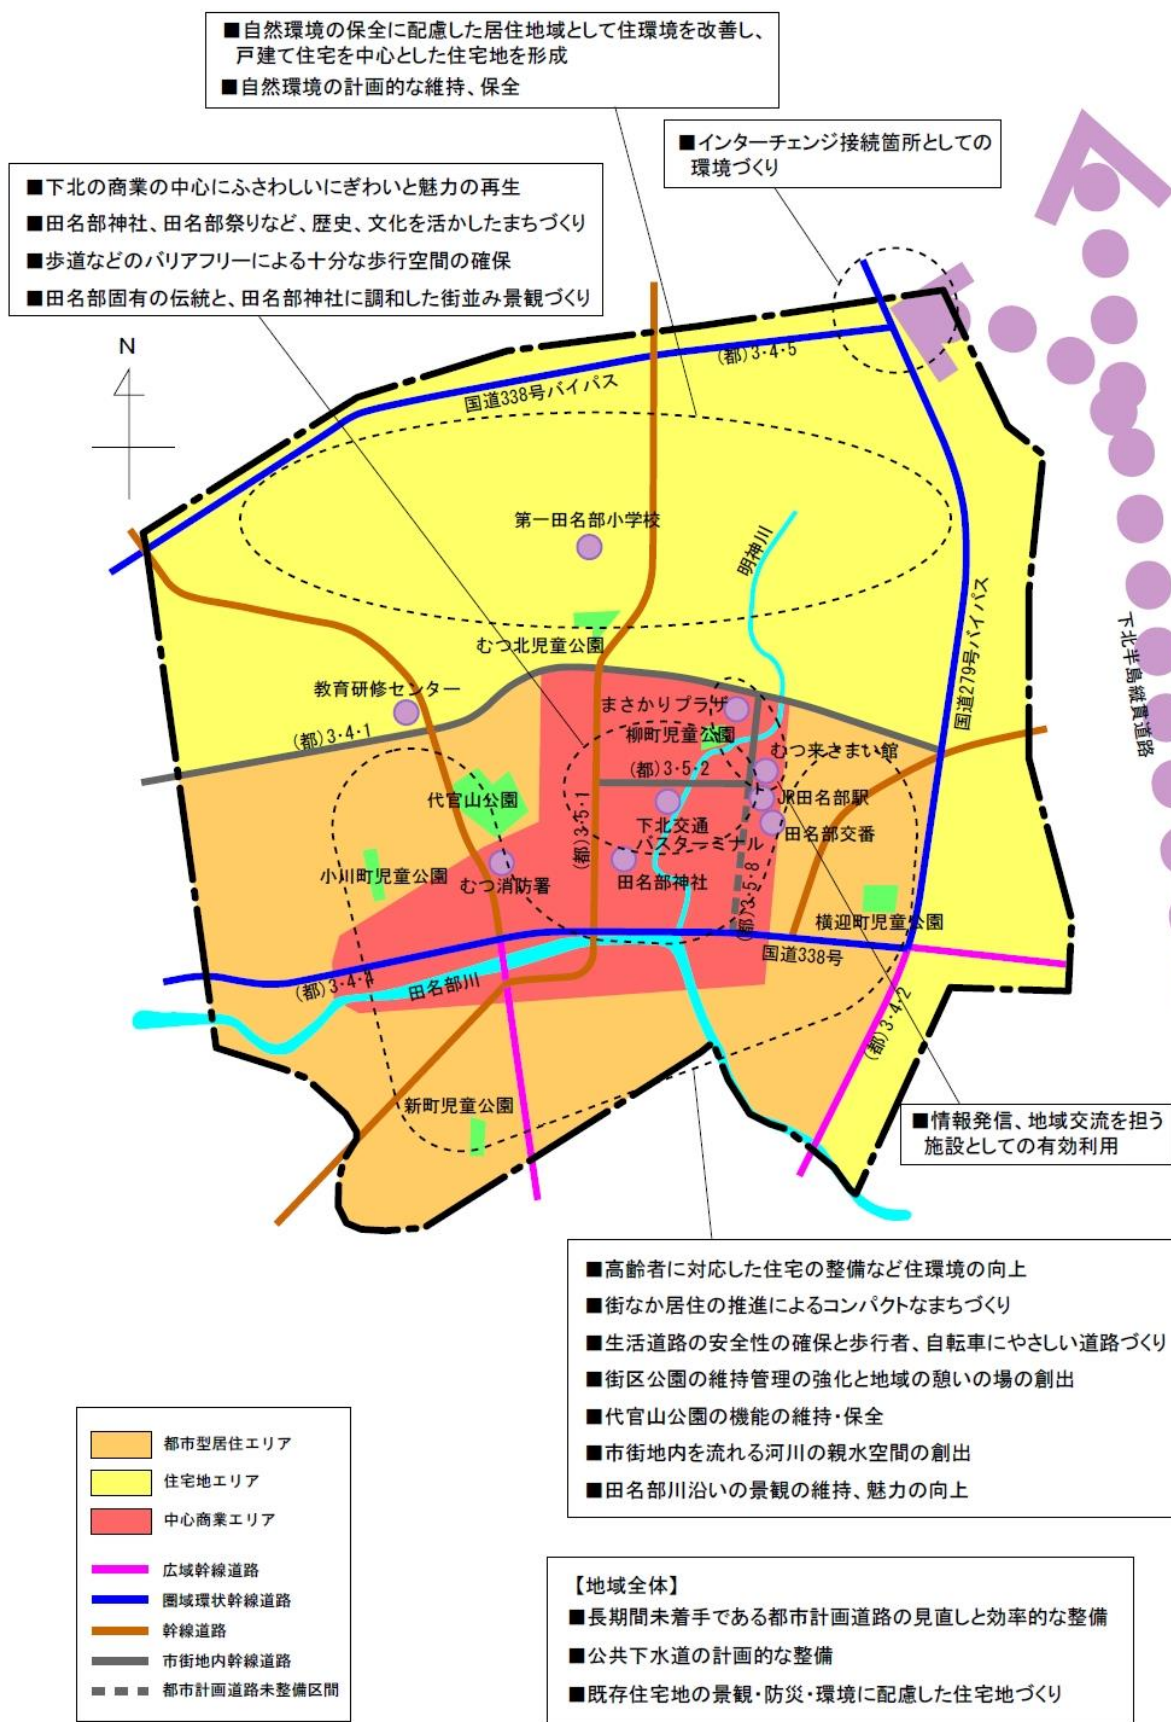 ■自然環境の保全に配慮した居住地域として住環境を改善し、
戸建て住宅を中心とした住宅地を形成
■自然環境の計画的な維持、保全
■インターチェンジ接続箇所としての
環境づくり
■下北の商業の中心にふさわしいにぎわいと魅力の再生
■田名部神社、田名部祭りなど、歴史、文化を活かしたまちづくり
■歩道などのバリアフリーによる十分な歩行空間の確保
■田名部固有の伝統と、田名部神社に調和した街並み景観づくり
N
(都)3・4・5
国道338号バイパス
第一田名部小学校
明神川
国道279号バイパス
下北半島縦貫道路
むつ北児童公園
教育研修センター
まさかりプラザ
(都)3・4・1
柳町児童公園
むつ来さまい館
(都)3・5・2
代官山公園
JR田名部駅
下北交通
バスターミナル
田名部交番
(都)3・5・1
小川町児童公園
むつ消防署
田名部神社
(都)3・5・8
横迎町児童公園
国道338号
(都)3・4・4
田名部川
(都)3・4・2
新町児童公園
■情報発信、地域交流を担う
施設としての有効利用
■高齢者に対応した住宅の整備など住環境の向上
■街なか居住の推進によるコンパクトなまちづくり
■生活道路の安全性の確保と歩行者、自転車にやさしい道路づくり
■街区公園の維持管理の強化と地域の憩いの場の創出
■代官山公園の機能の維持・保全
■市街地内を流れる河川の親水空間の創出
■田名部川沿いの景観の維持、魅力の向上
都市型居住エリア
住宅地エリア
中心商業エリア
広域幹線道路
圏域環状幹線道路
幹線道路
市街地内幹線道路
都市計画道路未整備区間
【地域全体】
■長期間未着手である都市計画道路の見直しと効率的な整備
■公共下水道の計画的な整備
■既存住宅地の景観・防災・環境に配慮した住宅地づくり